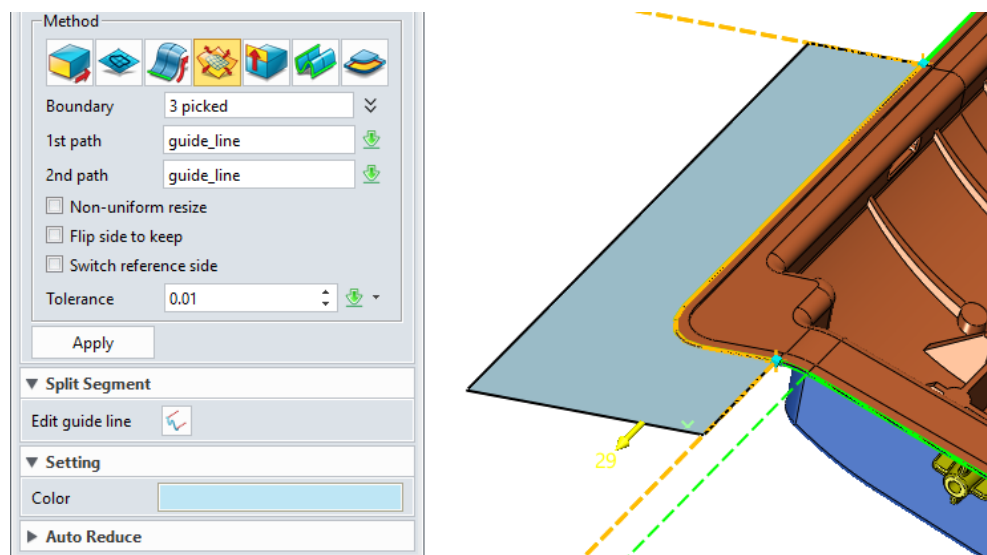 Method
Boundary 3 picked
1st path guide_line
2nd path guide_line
Non-uniform resize
Flip side to keep
Switch reference side
Tolerance 0.01
Apply
Split Segment
Edit guide line
Setting
Color
Auto Reduce
29